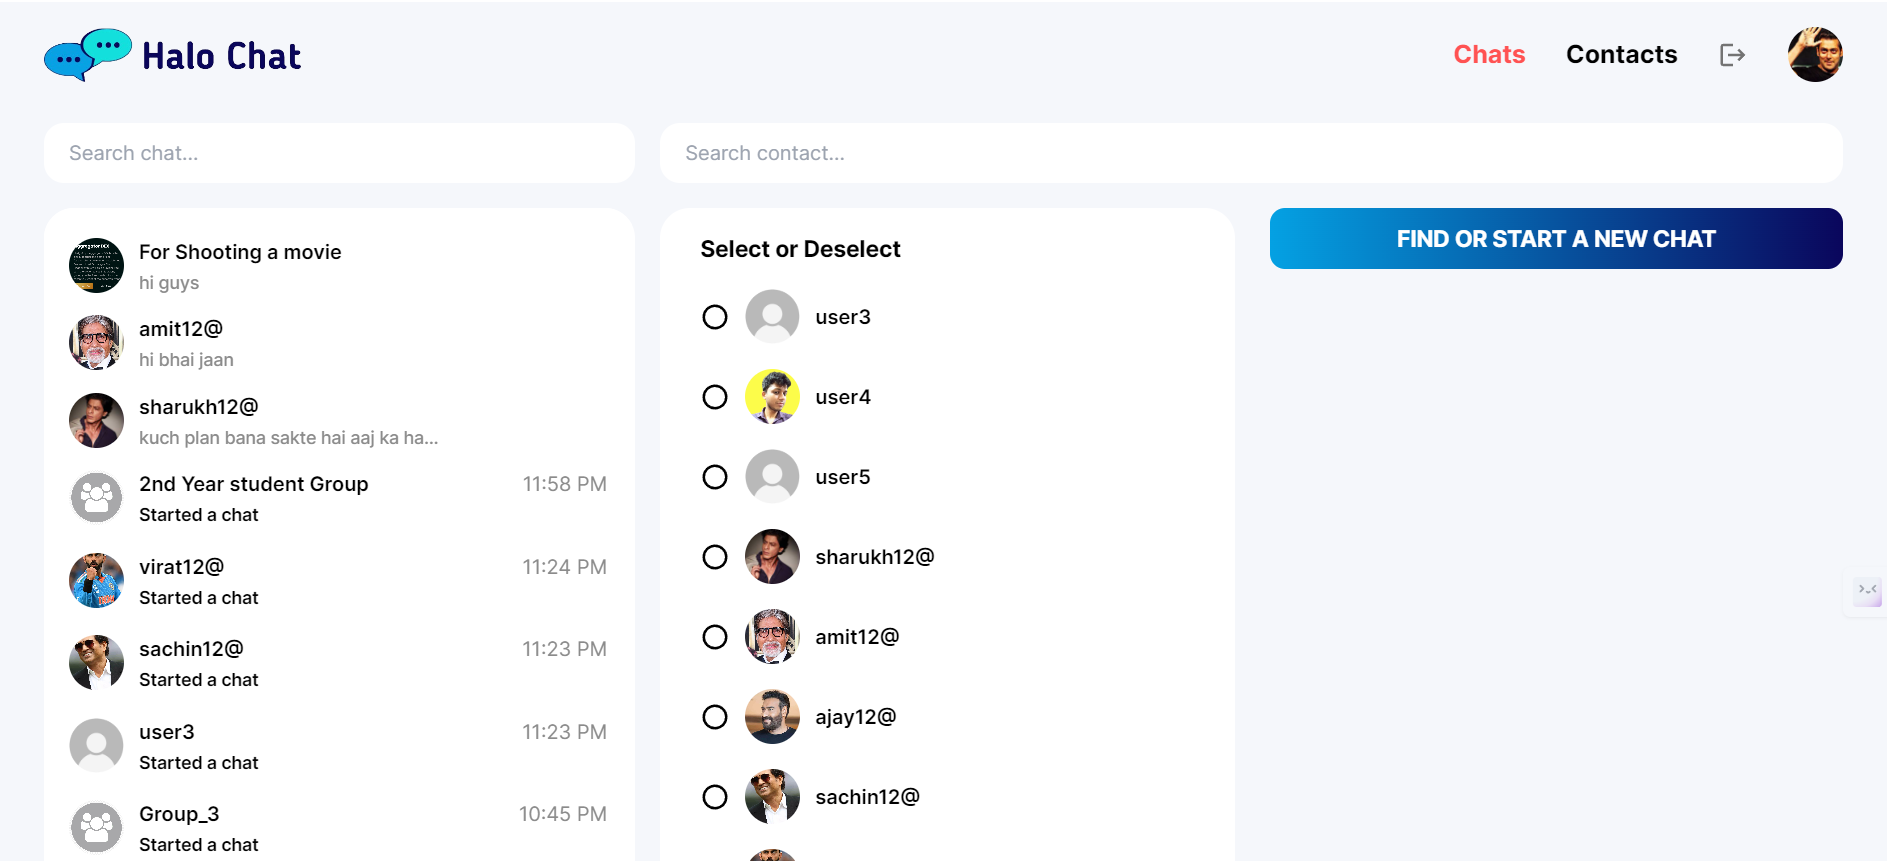 Halo Chat
Chats
Contacts
Search chat...
Search contact...
For Shooting a movie
hi guys
amit12@
hi bhai jaan
sharukh12@
kuch plan bana sakte hai aaj ka ha...
2nd Year student Group
11:58 PM
Started a chat
virat12@
11:24 PM
Started a chat
sachin12@
11:23 PM
Started a chat
user3
11:23 PM
Started a chat
Group_3
10:45 PM
Started a chat
Select or Deselect
user3
user4
user5
sharukh12@
amit12@
ajay12@
sachin12@
FIND OR START A NEW CHAT